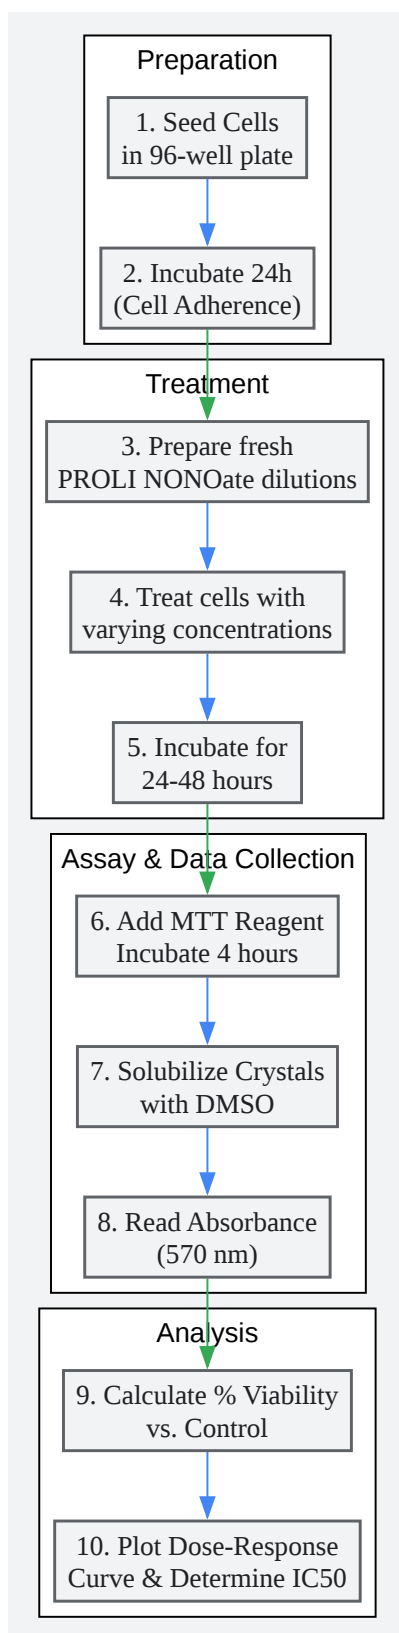 Preparation
1. Seed Cells
in 96-well plate
2. Incubate 24h
(Cell Adherence)
Treatment
3. Prepare fresh
PROLI NONOate dilutions
4. Treat cells with
varying concentrations
5. Incubate for
24-48 hours
Assay & Data Collection
6. Add MTT Reagent
Incubate 4 hours
7. Solubilize Crystals
with DMSO
8. Read Absorbance
(570 nm)
Analysis
9. Calculate % Viability
vs. Control
10. Plot Dose-Response
Curve & Determine IC50